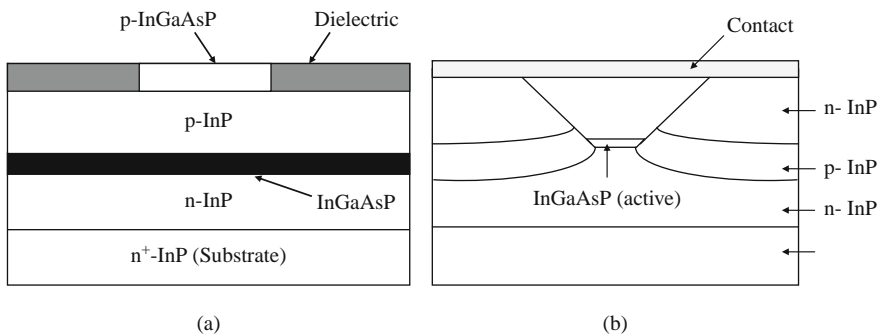 p-InGaAsP
Dielectric
p-InP
n-InP
InGaAsP
n⁺-InP (Substrate)
(a)
Contact
n- InP
p- InP
InGaAsP (active)
n- InP
(b)